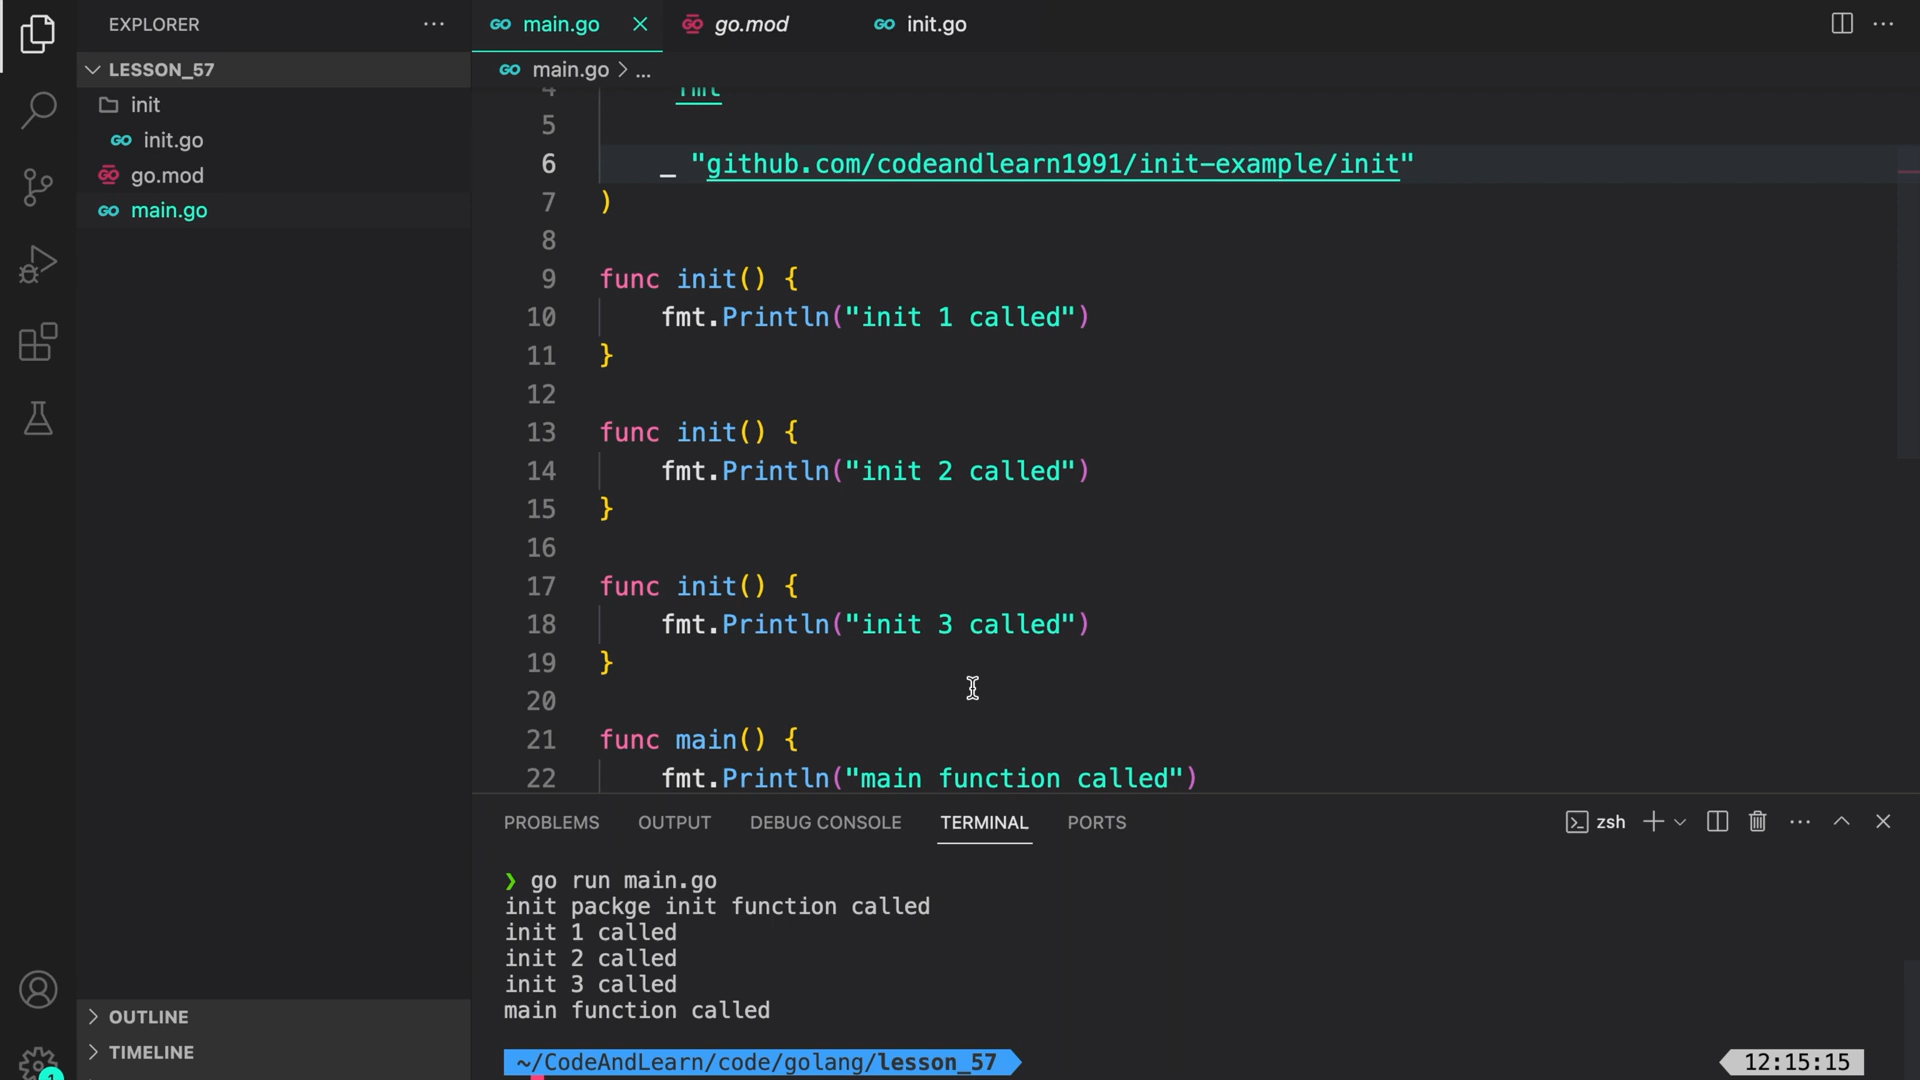 EXPLORER
LESSON_57
init
init.go
go.mod
main.go
OUTLINE
TIMELINE
1
main.go
go.mod
init.go
main.go > ...
4 fmt
5
6 _ "github.com/codeandlearn1991/init-example/init"
7 )
8
9 func init() {
10 fmt.Println("init 1 called")
11 }
12
13 func init() {
14 fmt.Println("init 2 called")
15 }
16
17 func init() {
18 fmt.Println("init 3 called")
19 }
20
21 func main() {
22 fmt.Println("main function called")
PROBLEMS OUTPUT DEBUG CONSOLE TERMINAL PORTS
zsh
❯ go run main.go
init packge init function called
init 1 called
init 2 called
init 3 called
main function called
~/CodeAndLearn/code/golang/lesson_57
12:15:15